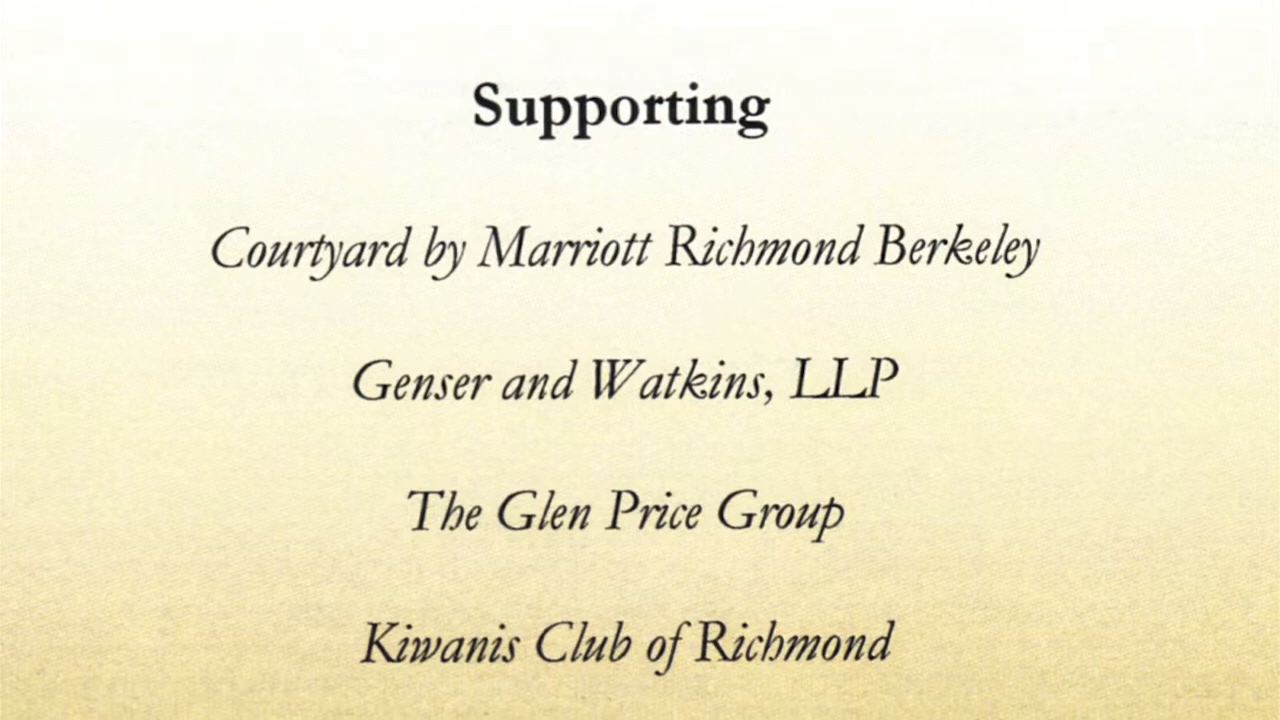 Supporting
Courtyard by Marriott Richmond Berkeley
Genser and Watkins, LLP
The Glen Price Group
Kiwanis Club of Richmond